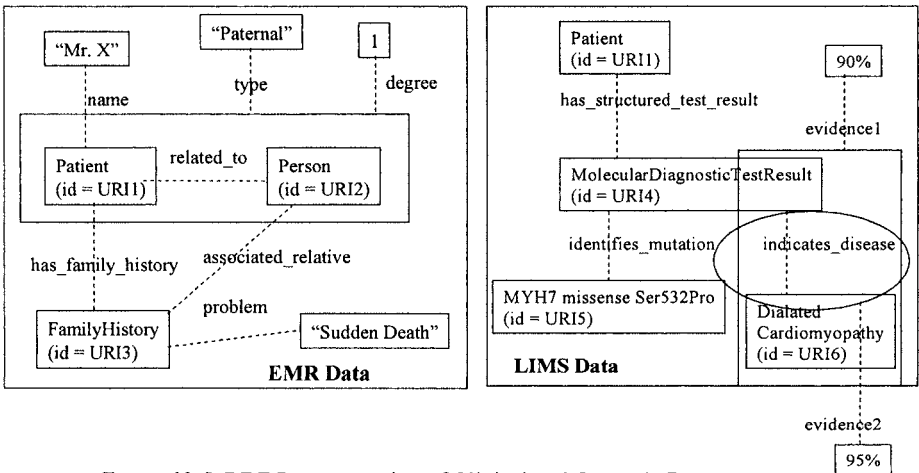 "Mr. X"
"Paternal"
1
name
type
degree
Patient
(id = URI1)
related_to
Person
(id = URI2)
has_family_history
associated_relative
problem
FamilyHistory
(id = URI3)
"Sudden Death"
EMR Data
Patient
(id = URI1)
90%
has_structured_test_result
evidence1
MolecularDiagnosticTestResult
(id = URI4)
identifies_mutation
indicates_disease
MYH7 missense Ser532Pro
(id = URI5)
Dialated
Cardiomyopathy
(id = URI6)
LIMS Data
evidence2
95%